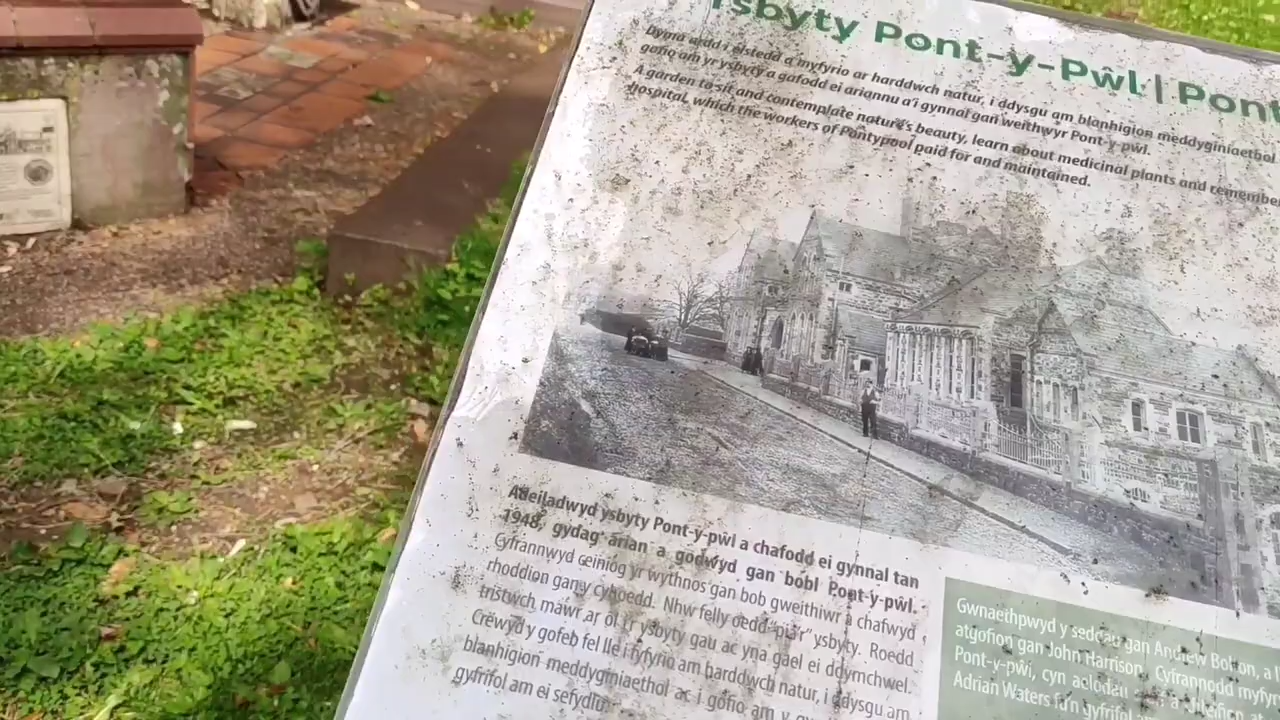 Ysbyty Pont-y-Pŵl | Pont
Dyma ardd i eistedd a myfyrio ar harddwch natur, i ddysgu am blanhigion meddyginiaethol
gofio am yr ysbyty a gafodd ei ariannu a'i gynnal gan weithwyr Pont-y-pŵl.
A garden to sit and contemplate nature's beauty, learn about medicinal plants and remember
hospital, which the workers of Pontypool paid for and maintained.
Adeiladwyd ysbyty Pont-y-pŵl a chafodd ei gynnal tan
1948, gydag arian a godwyd gan bobl Pont-y-pŵl.
Cyfrannwyd ceiniog yr wythnos gan bob gweithiwr a chafwyd
rhoddion gan y cyhoedd. Nhw felly oedd "piau'r" ysbyty. Roedd
tristwch mawr ar ôl i'r ysbyty gau ac yna gael ei ddymchwel.
Crëwyd y gofeb fel lle i fyfyrio am harddwch natur, i ddysgu am
blanhigion meddyginiaethol ac i gofio am y
gyfrifol am ei sefydlu.
Gwnaethpwyd y seddau gan Andrew Bolton, a
atgofion gan John Harrison. Cyfrannodd
Pont-y-pŵl, cyn aelodau
Adrian Waters fu'n gyfrifol